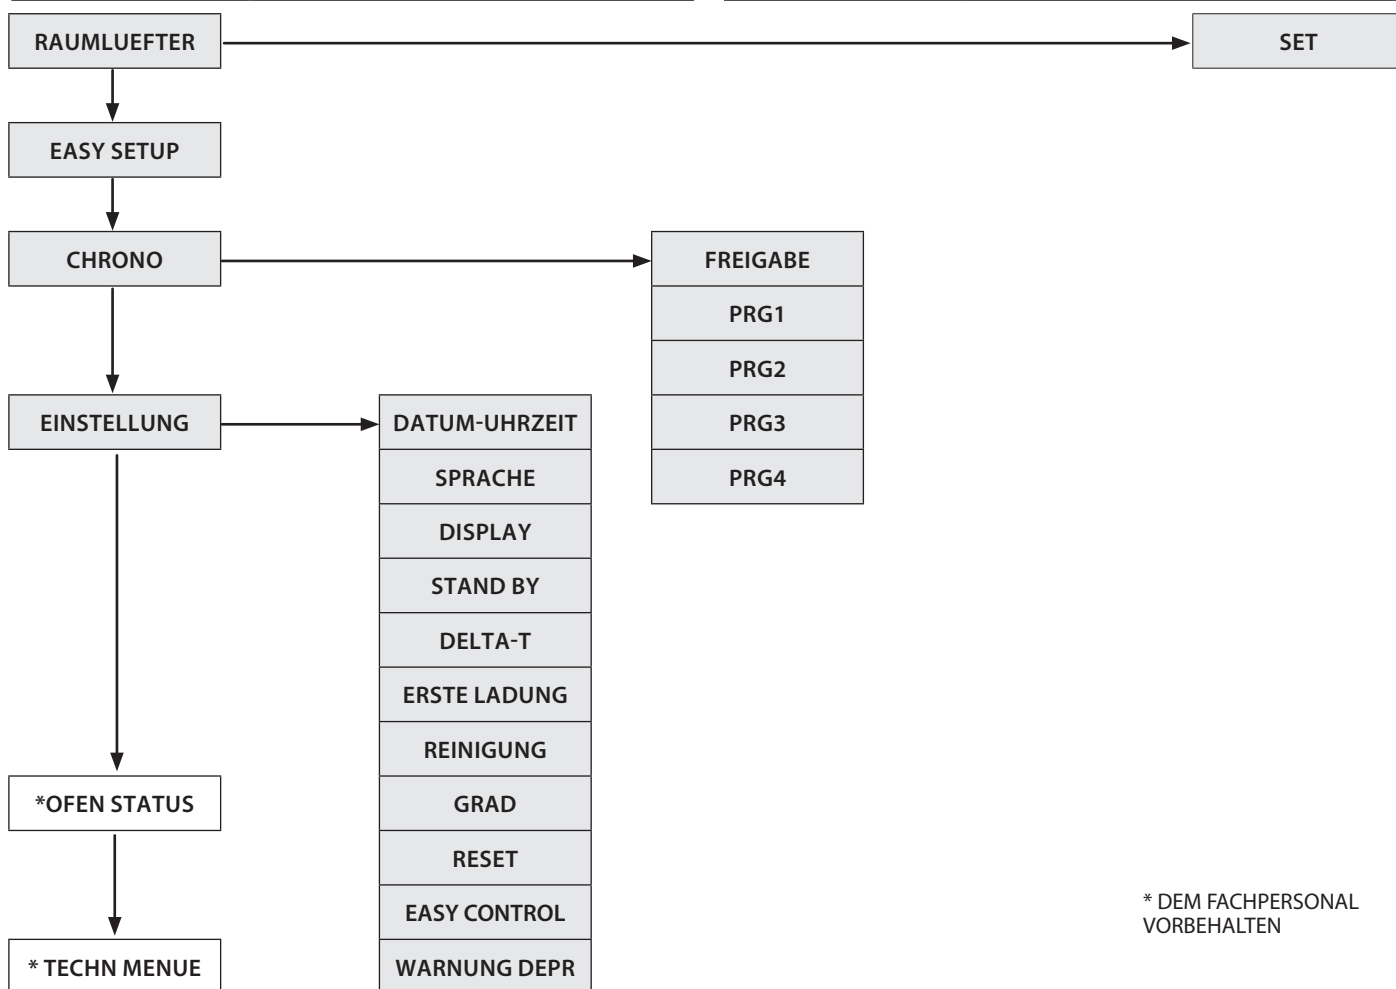 RAUMLUEFTER
SET
EASY SETUP
CHRONO
FREIGABE
PRG1
PRG2
PRG3
PRG4
EINSTELLUNG
DATUM-UHRZEIT
SPRACHE
DISPLAY
STAND BY
DELTA-T
ERSTE LADUNG
REINIGUNG
GRAD
RESET
EASY CONTROL
WARNUNG DEPR
*OFEN STATUS
* TECHN MENUE
* DEM FACHPERSONAL
VORBEHALTEN